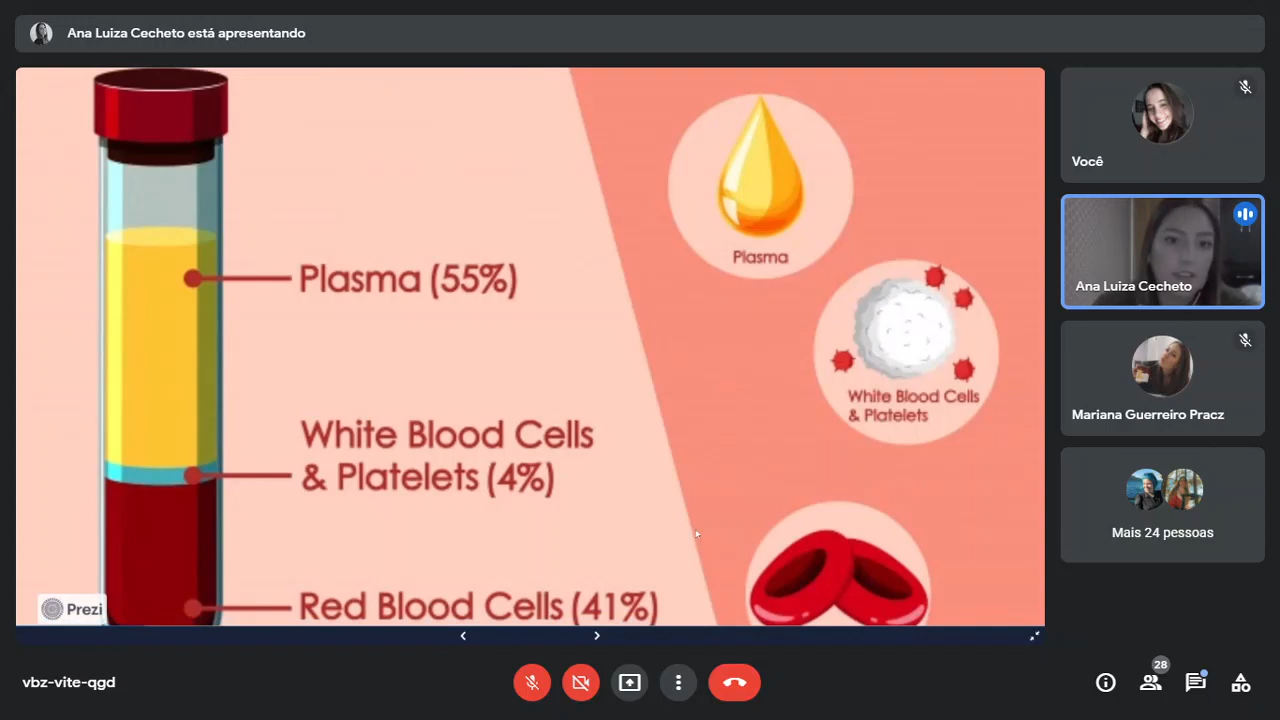 Ana Luiza Cecheto está apresentando
Plasma (55%)
White Blood Cells
& Platelets (4%)
Red Blood Cells (41%)
Plasma
White Blood Cells
& Platelets
Prezi
Você
Ana Luiza Cecheto
Mariana Guerreiro Pracz
Mais 24 pessoas
vbz-vite-qgd
28